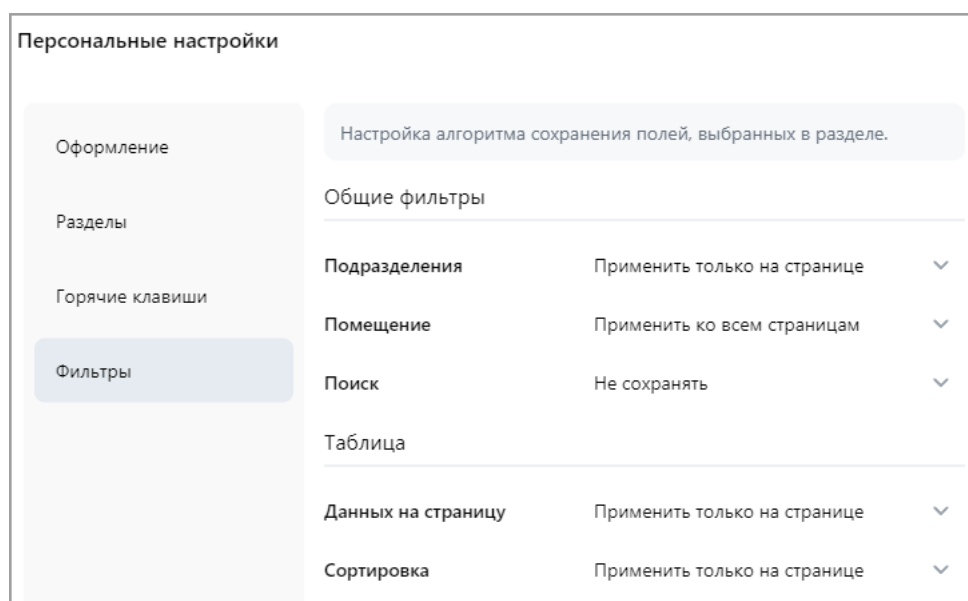 Персональные настройки
Оформление
Разделы
Горячие клавиши
Фильтры
Настройка алгоритма сохранения полей, выбранных в разделе.
Общие фильтры
Подразделения Применить только на странице
Помещение Применить ко всем страницам
Поиск Не сохранять
Таблица
Данных на страницу Применить только на странице
Сортировка Применить только на странице